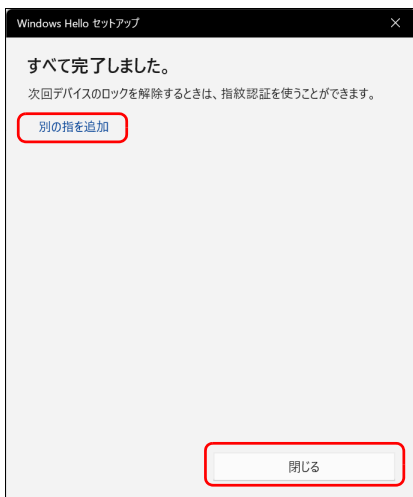 Windows Hello セットアップ
すべて完了しました。
次回デバイスのロックを解除するときは、指紋認証を使うことができます。
別の指を追加
閉じる